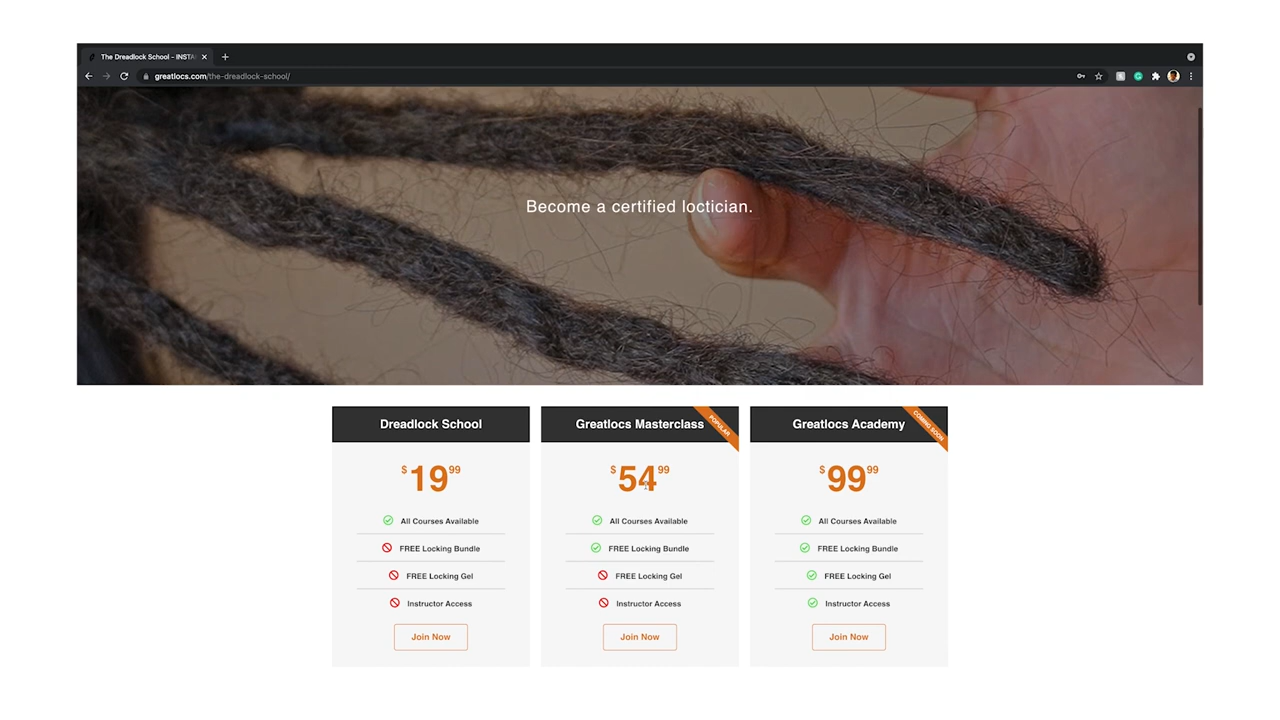 The Dreadlock School - INSTA
greatlocs.com/the-dreadlock-school/
Become a certified loctician.
Dreadlock School
$19.99
All Courses Available
FREE Locking Bundle
FREE Locking Gel
Instructor Access
Join Now
Greatlocs Masterclass
POPULAR
$54.99
All Courses Available
FREE Locking Bundle
FREE Locking Gel
Instructor Access
Join Now
Greatlocs Academy
COMING SOON
$99.99
All Courses Available
FREE Locking Bundle
FREE Locking Gel
Instructor Access
Join Now